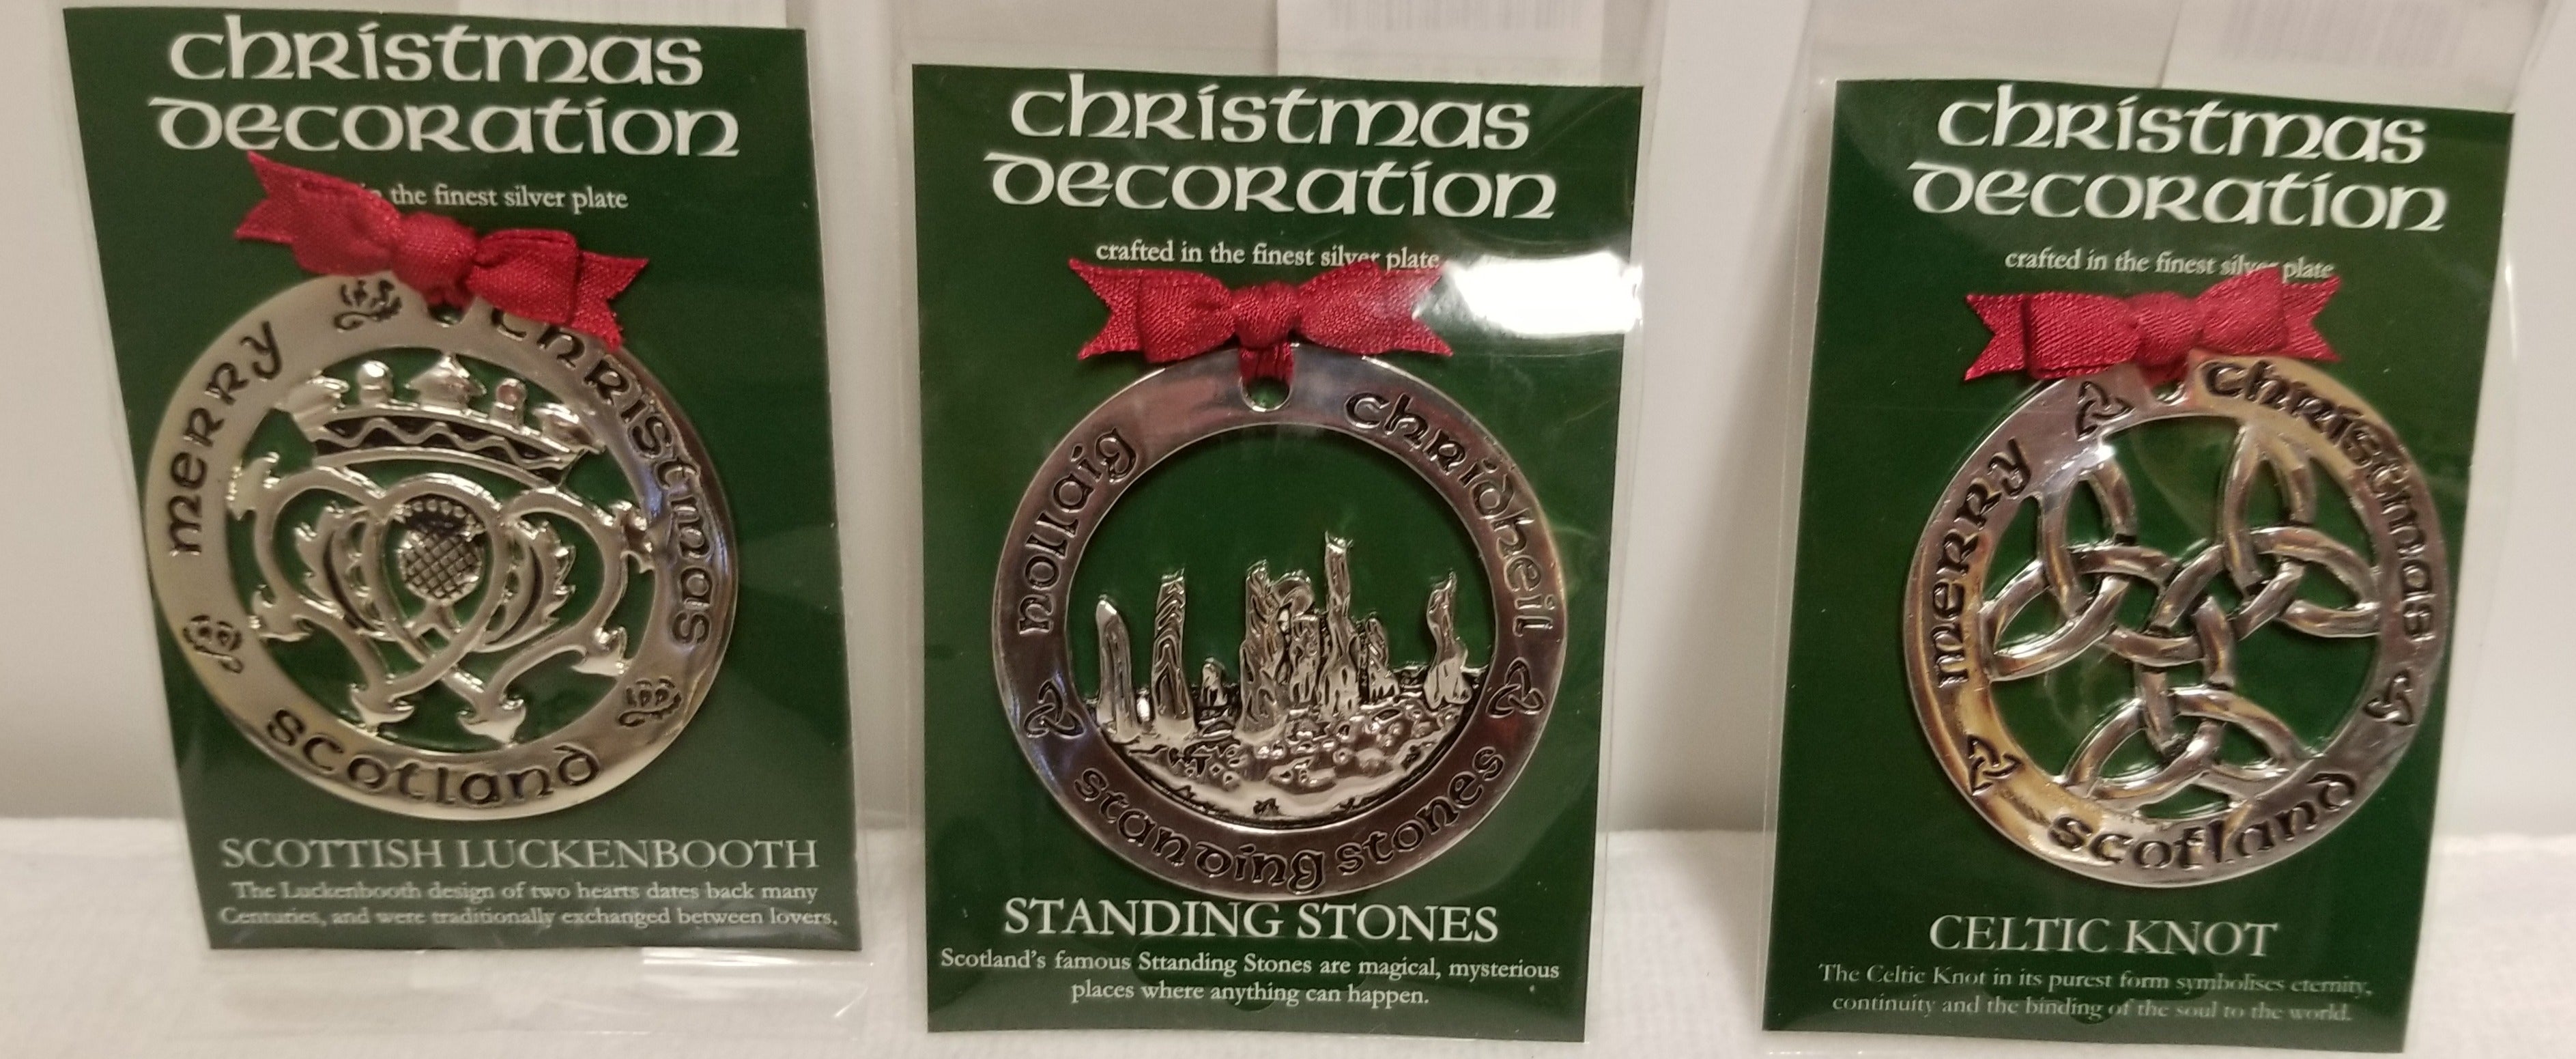 christmas
decoration
the finest silver plate
merry christmas
scotland
SCOTTISH LUCKENBOOTH
The Luckenbooth design of two hearts dates back many
Centuries, and were traditionally exchanged between lovers.
christmas
decoration
crafted in the finest silver plate
nollaig chridheil
standing stones
STANDING STONES
Scotland's famous Sttanding Stones are magical, mysterious
places where anything can happen.
christmas
decoration
crafted in the finest silver plate
merry christmas
scotland
CELTIC KNOT
The Celtic Knot in its purest form symbolises eternity,
continuity and the binding of the soul to the world.